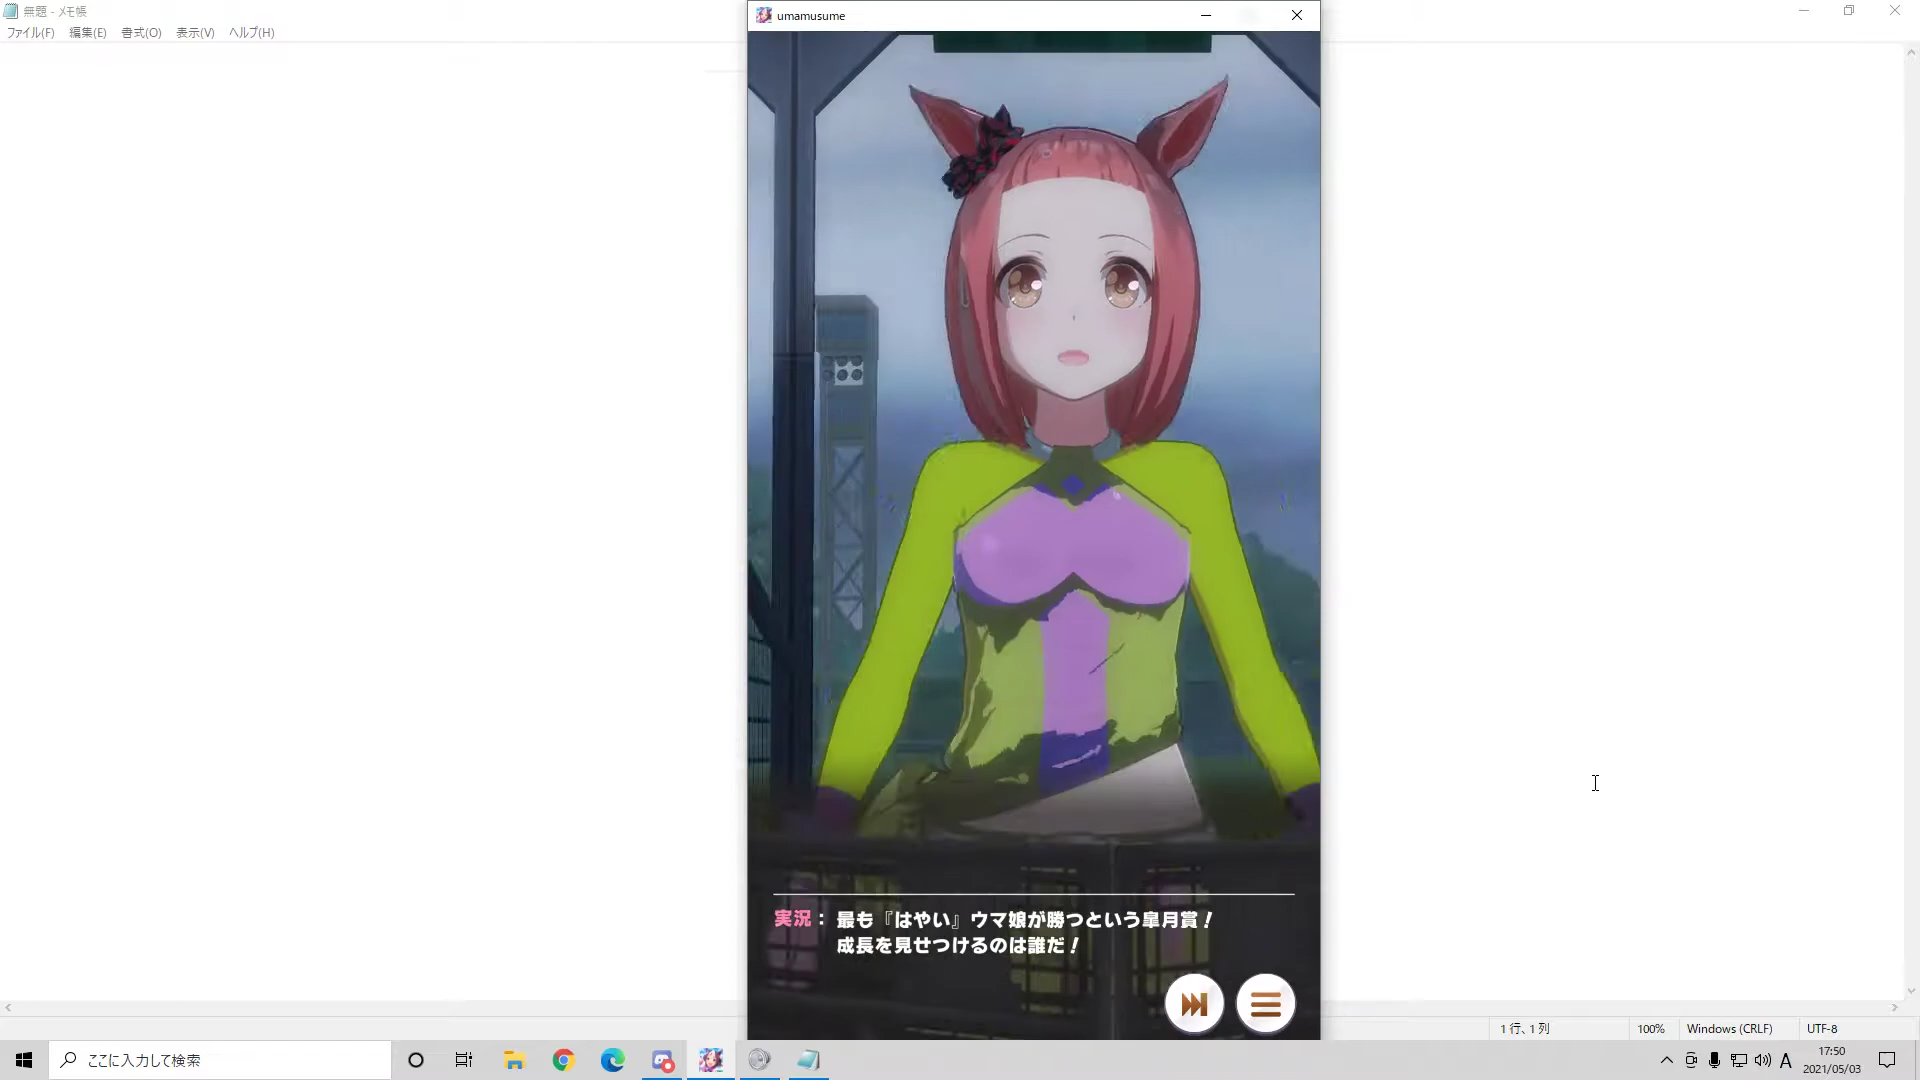 無題 - メモ帳
ファイル(F) 編集(E) 書式(O) 表示(V) ヘルプ(H)
umamusume
実況： 最も『はやい』ウマ娘が勝つという皐月賞！
成長を見せつけるのは誰だ！
1 行、1 列 100% Windows (CRLF) UTF-8
ここに入力して検索
A
17:50
2021/05/03